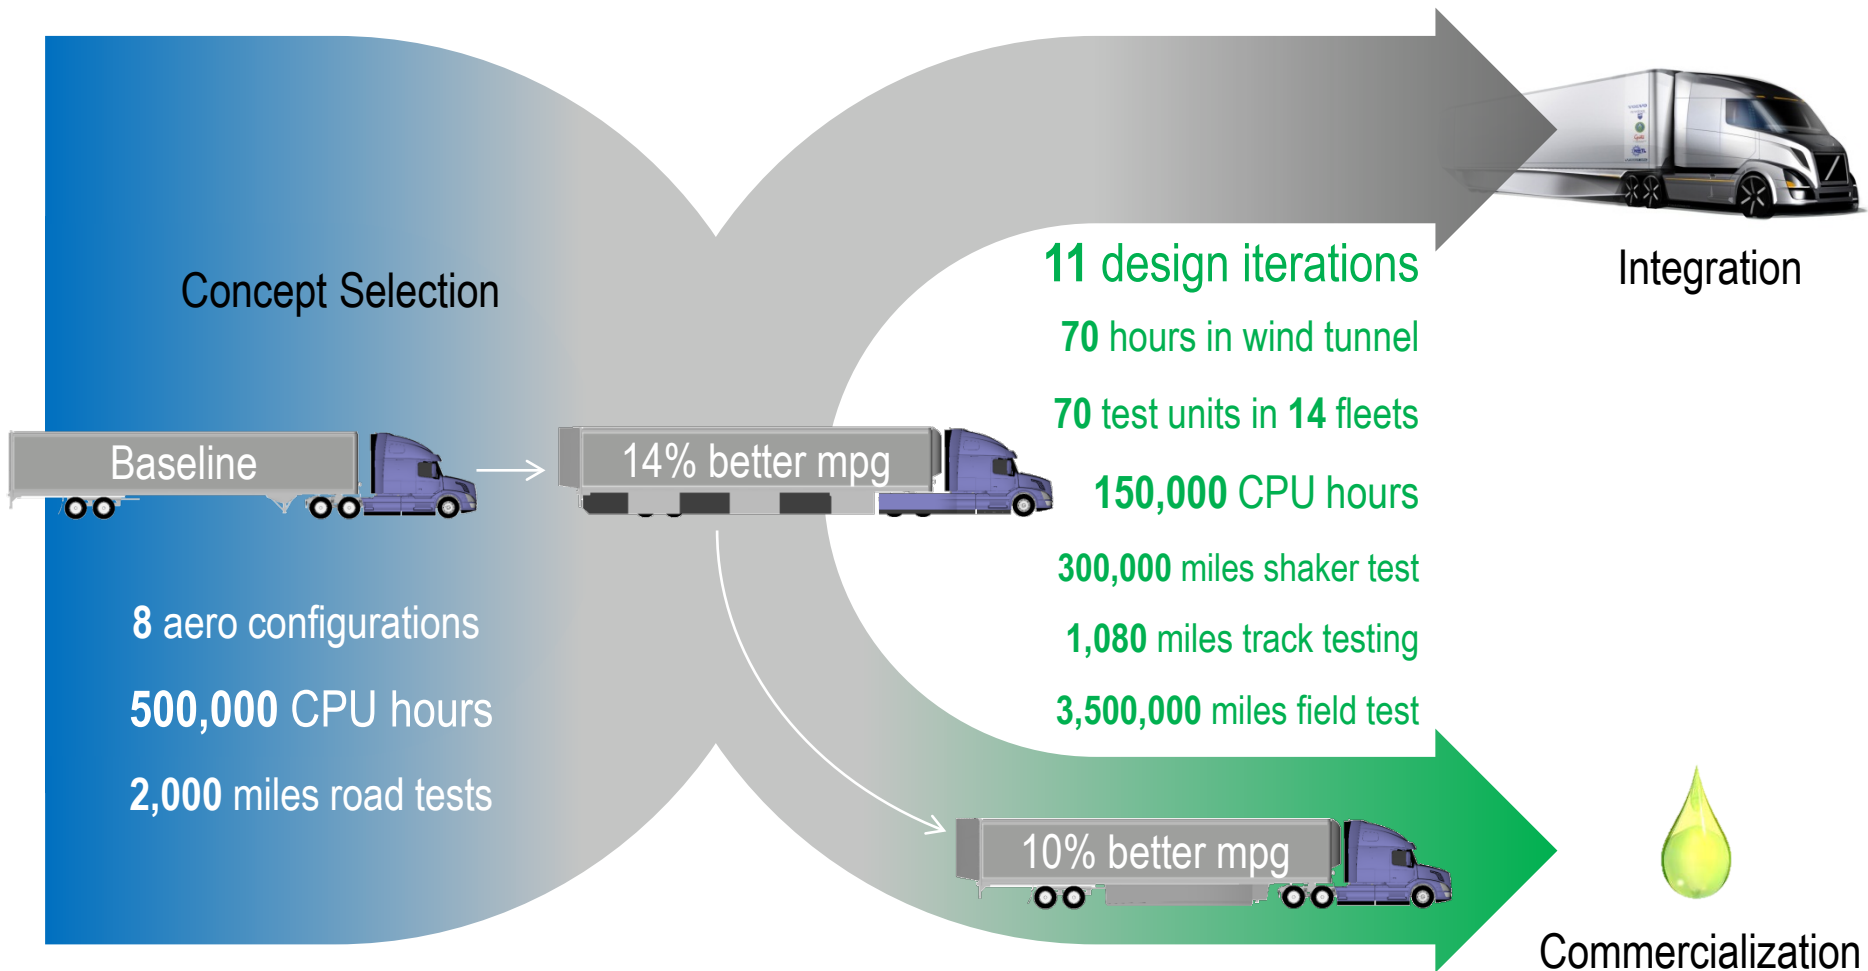 Concept Selection
Baseline
8 aero configurations
500,000 CPU hours
2,000 miles road tests
14% better mpg
11 design iterations
70 hours in wind tunnel
70 test units in 14 fleets
150,000 CPU hours
300,000 miles shaker test
1,080 miles track testing
3,500,000 miles field test
10% better mpg
Integration
Commercialization